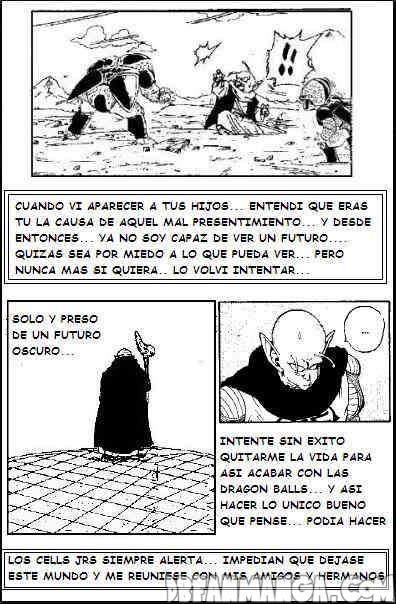 !!
CUANDO VI APARECER A TUS HIJOS... ENTENDI QUE ERAS
TU LA CAUSA DE AQUEL MAL PRESENTIMIENTO... Y DESDE
ENTONCES... YA NO SOY CAPAZ DE VER UN FUTURO....
QUIZAS SEA POR MIEDO A LO QUE PUEDA VER... PERO
NUNCA MAS SI QUIERA.. LO VOLVI INTENTAR...
SOLO Y PRESO
DE UN FUTURO
OSCURO...
...
INTENTE SIN EXITO
QUITARME LA VIDA PARA
ASI ACABAR CON LAS
DRAGON BALLS... Y ASI
HACER LO UNICO BUENO
QUE PENSE... PODIA HACER
LOS CELLS JRS SIEMPRE ALERTA... IMPEDIAN QUE DEJASE
ESTE MUNDO Y ME REUNIESE CON MIS AMIGOS Y HERMANOS
DBFANMANGA.COM